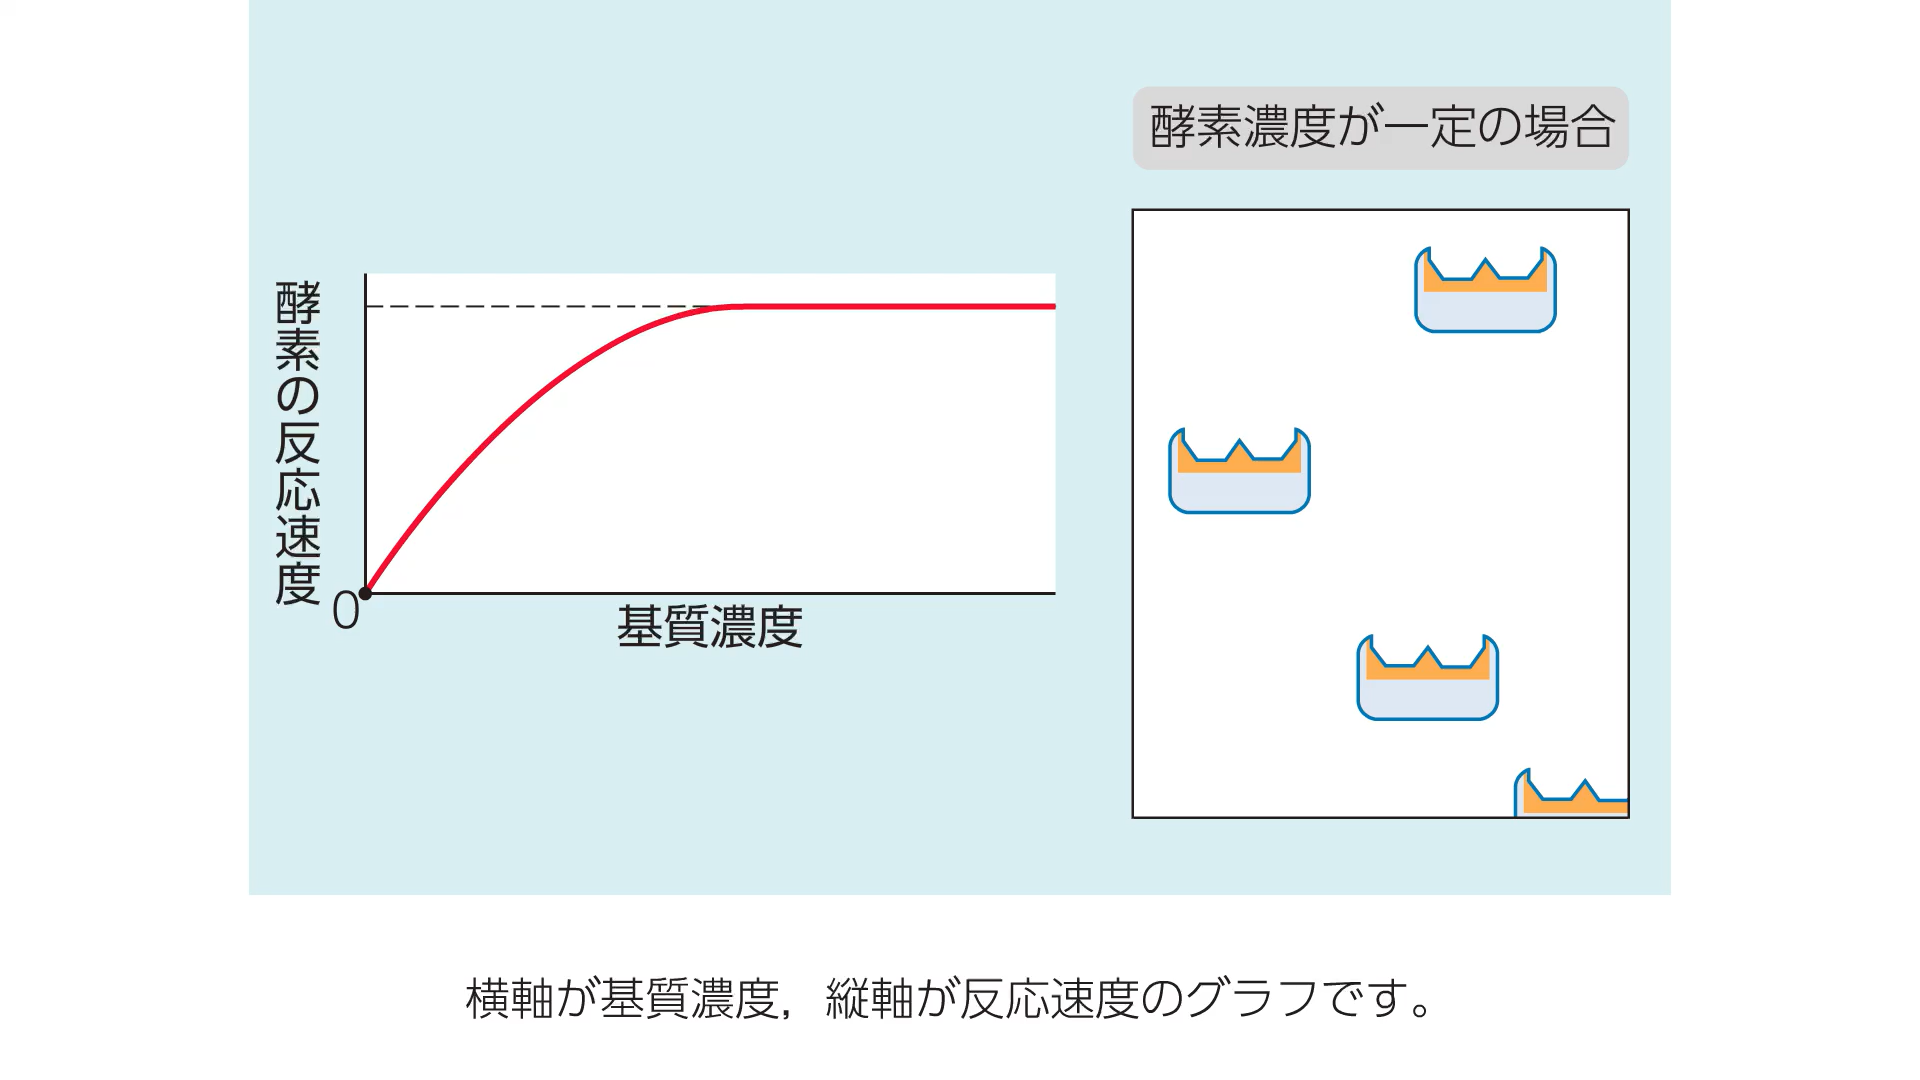 酵素濃度が一定の場合
酵素の反応速度
0
基質濃度
横軸が基質濃度，縦軸が反応速度のグラフです。